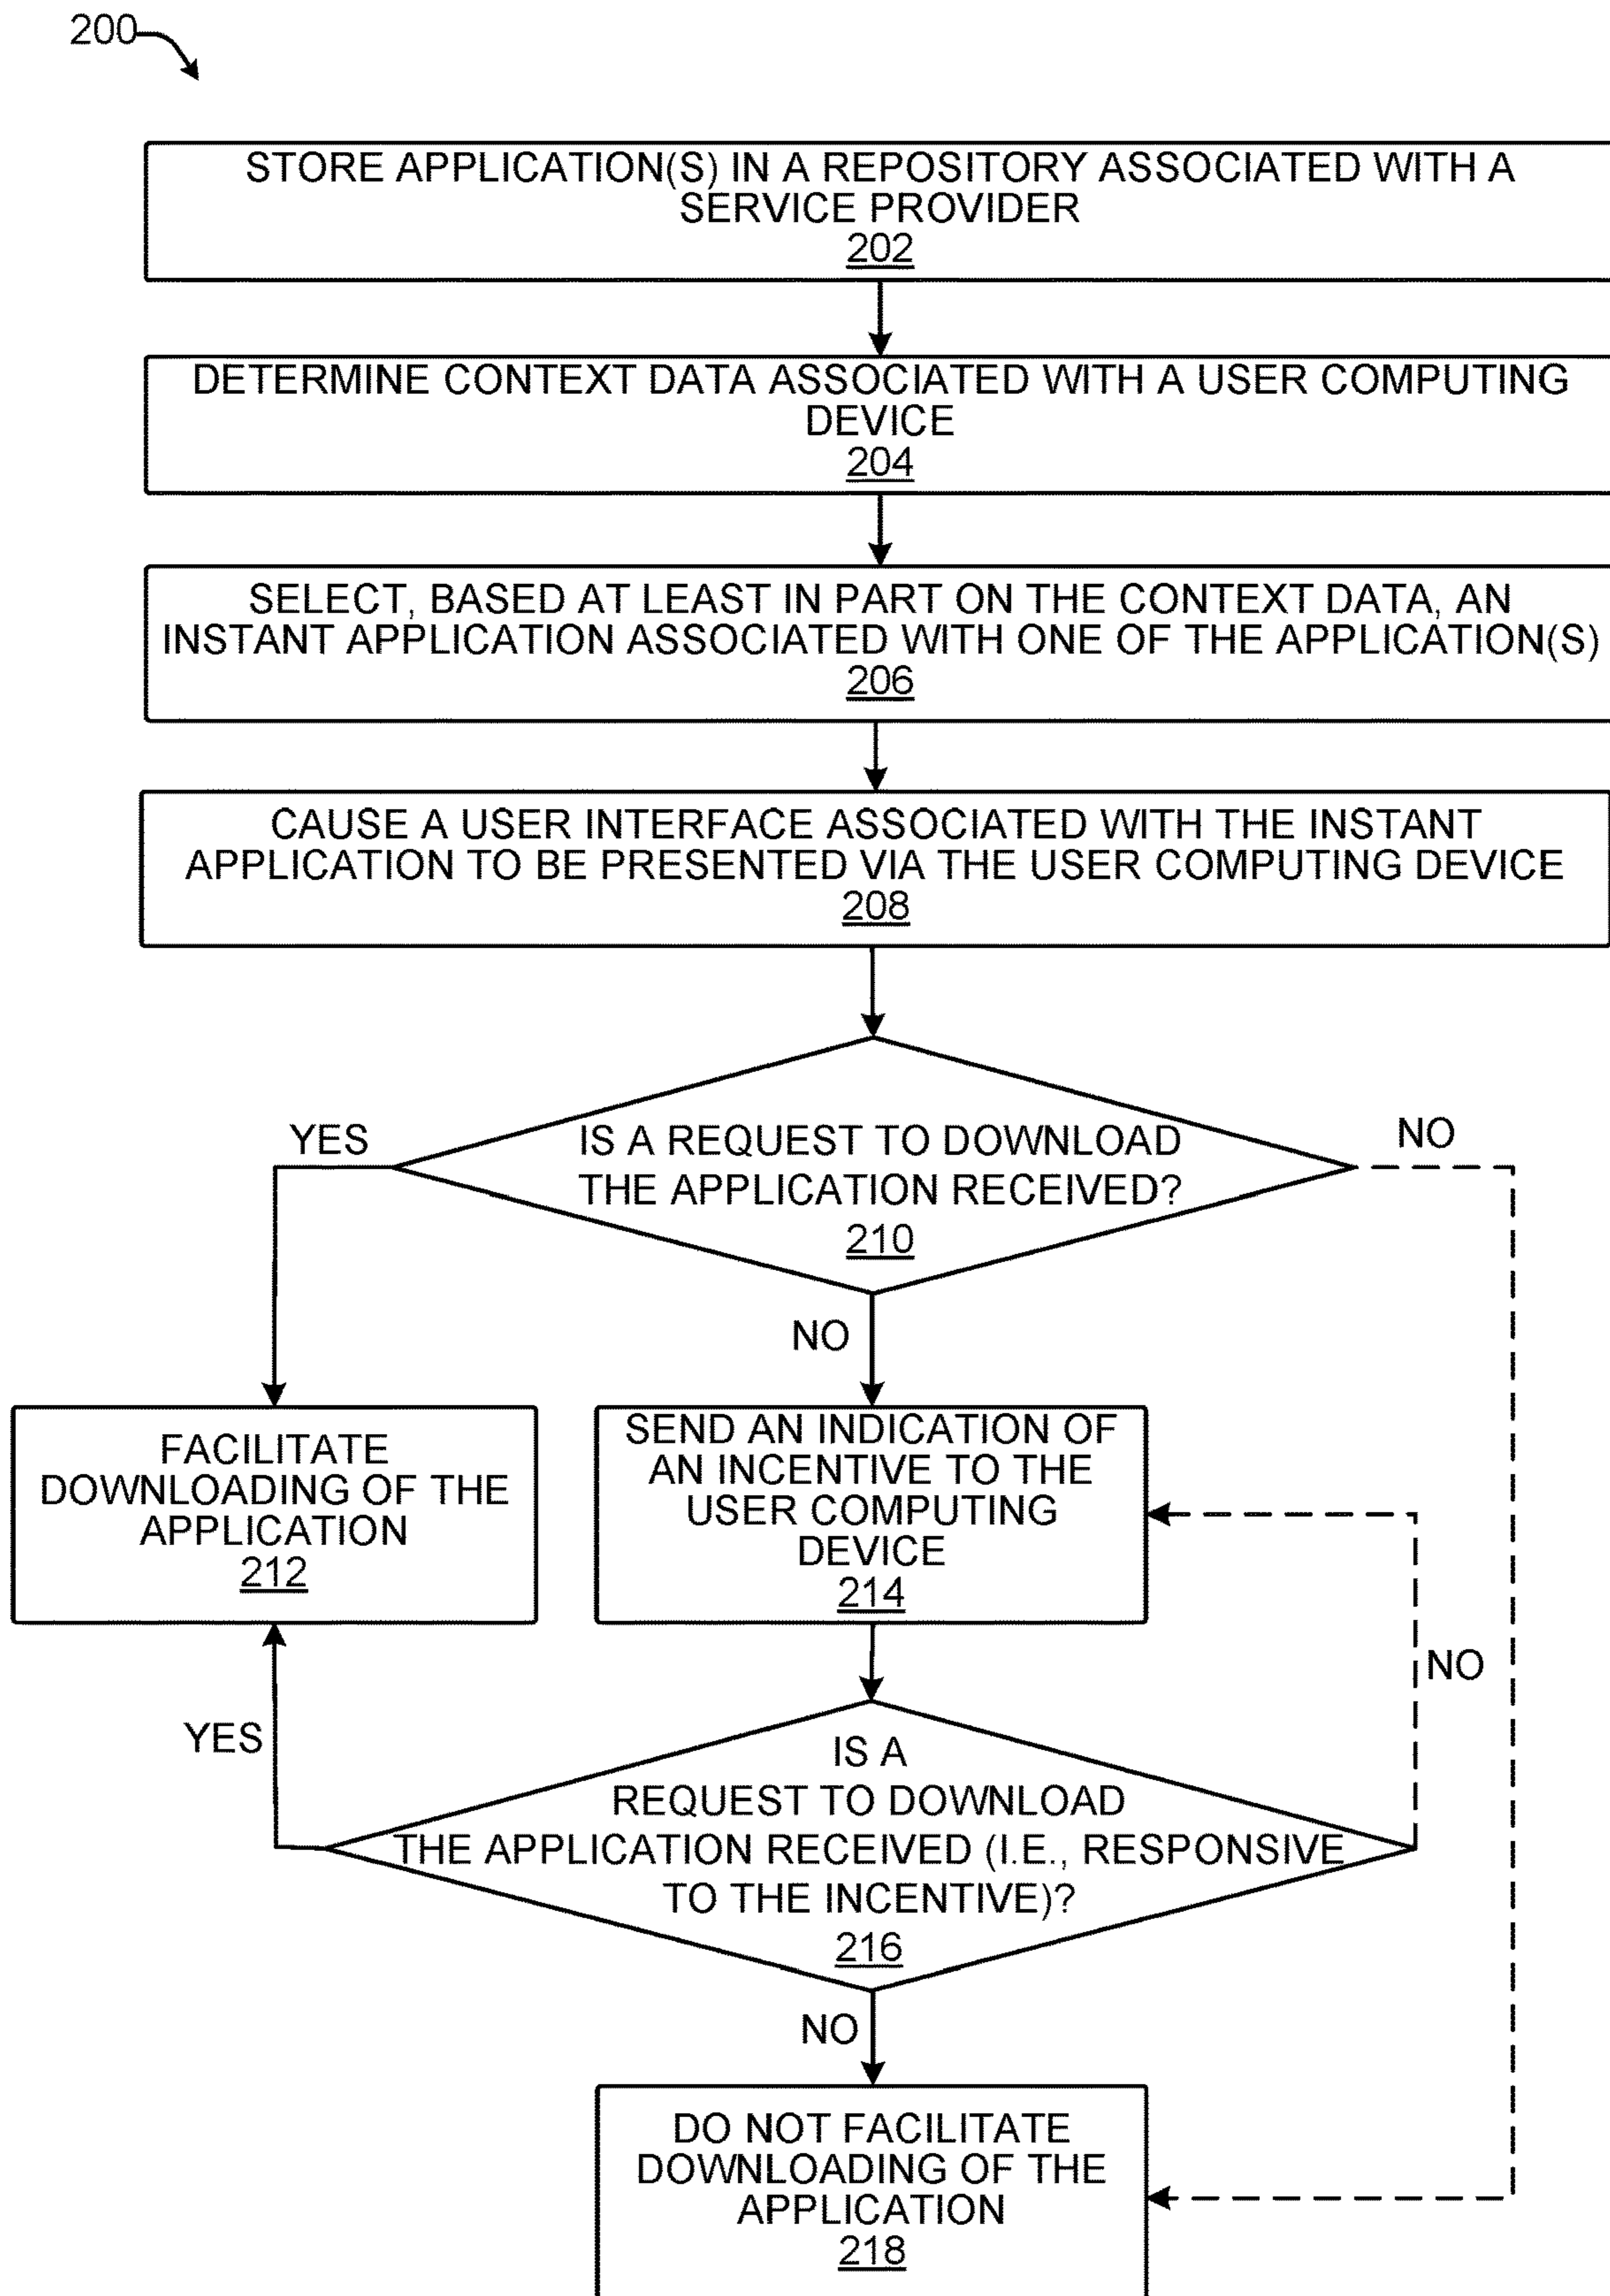 200
STORE APPLICATION(S) IN A REPOSITORY ASSOCIATED WITH A
SERVICE PROVIDER
202
DETERMINE CONTEXT DATA ASSOCIATED WITH A USER COMPUTING
DEVICE
204
SELECT, BASED AT LEAST IN PART ON THE CONTEXT DATA, AN
INSTANT APPLICATION ASSOCIATED WITH ONE OF THE APPLICATION(S)
206
CAUSE A USER INTERFACE ASSOCIATED WITH THE INSTANT
APPLICATION TO BE PRESENTED VIA THE USER COMPUTING DEVICE
208
YES
IS A REQUEST TO DOWNLOAD
THE APPLICATION RECEIVED?
210
NO
NO
FACILITATE
DOWNLOADING OF THE
APPLICATION
212
SEND AN INDICATION OF
AN INCENTIVE TO THE
USER COMPUTING
DEVICE
214
NO
YES
IS A
REQUEST TO DOWNLOAD
THE APPLICATION RECEIVED (I.E., RESPONSIVE
TO THE INCENTIVE)?
216
NO
DO NOT FACILITATE
DOWNLOADING OF THE
APPLICATION
218